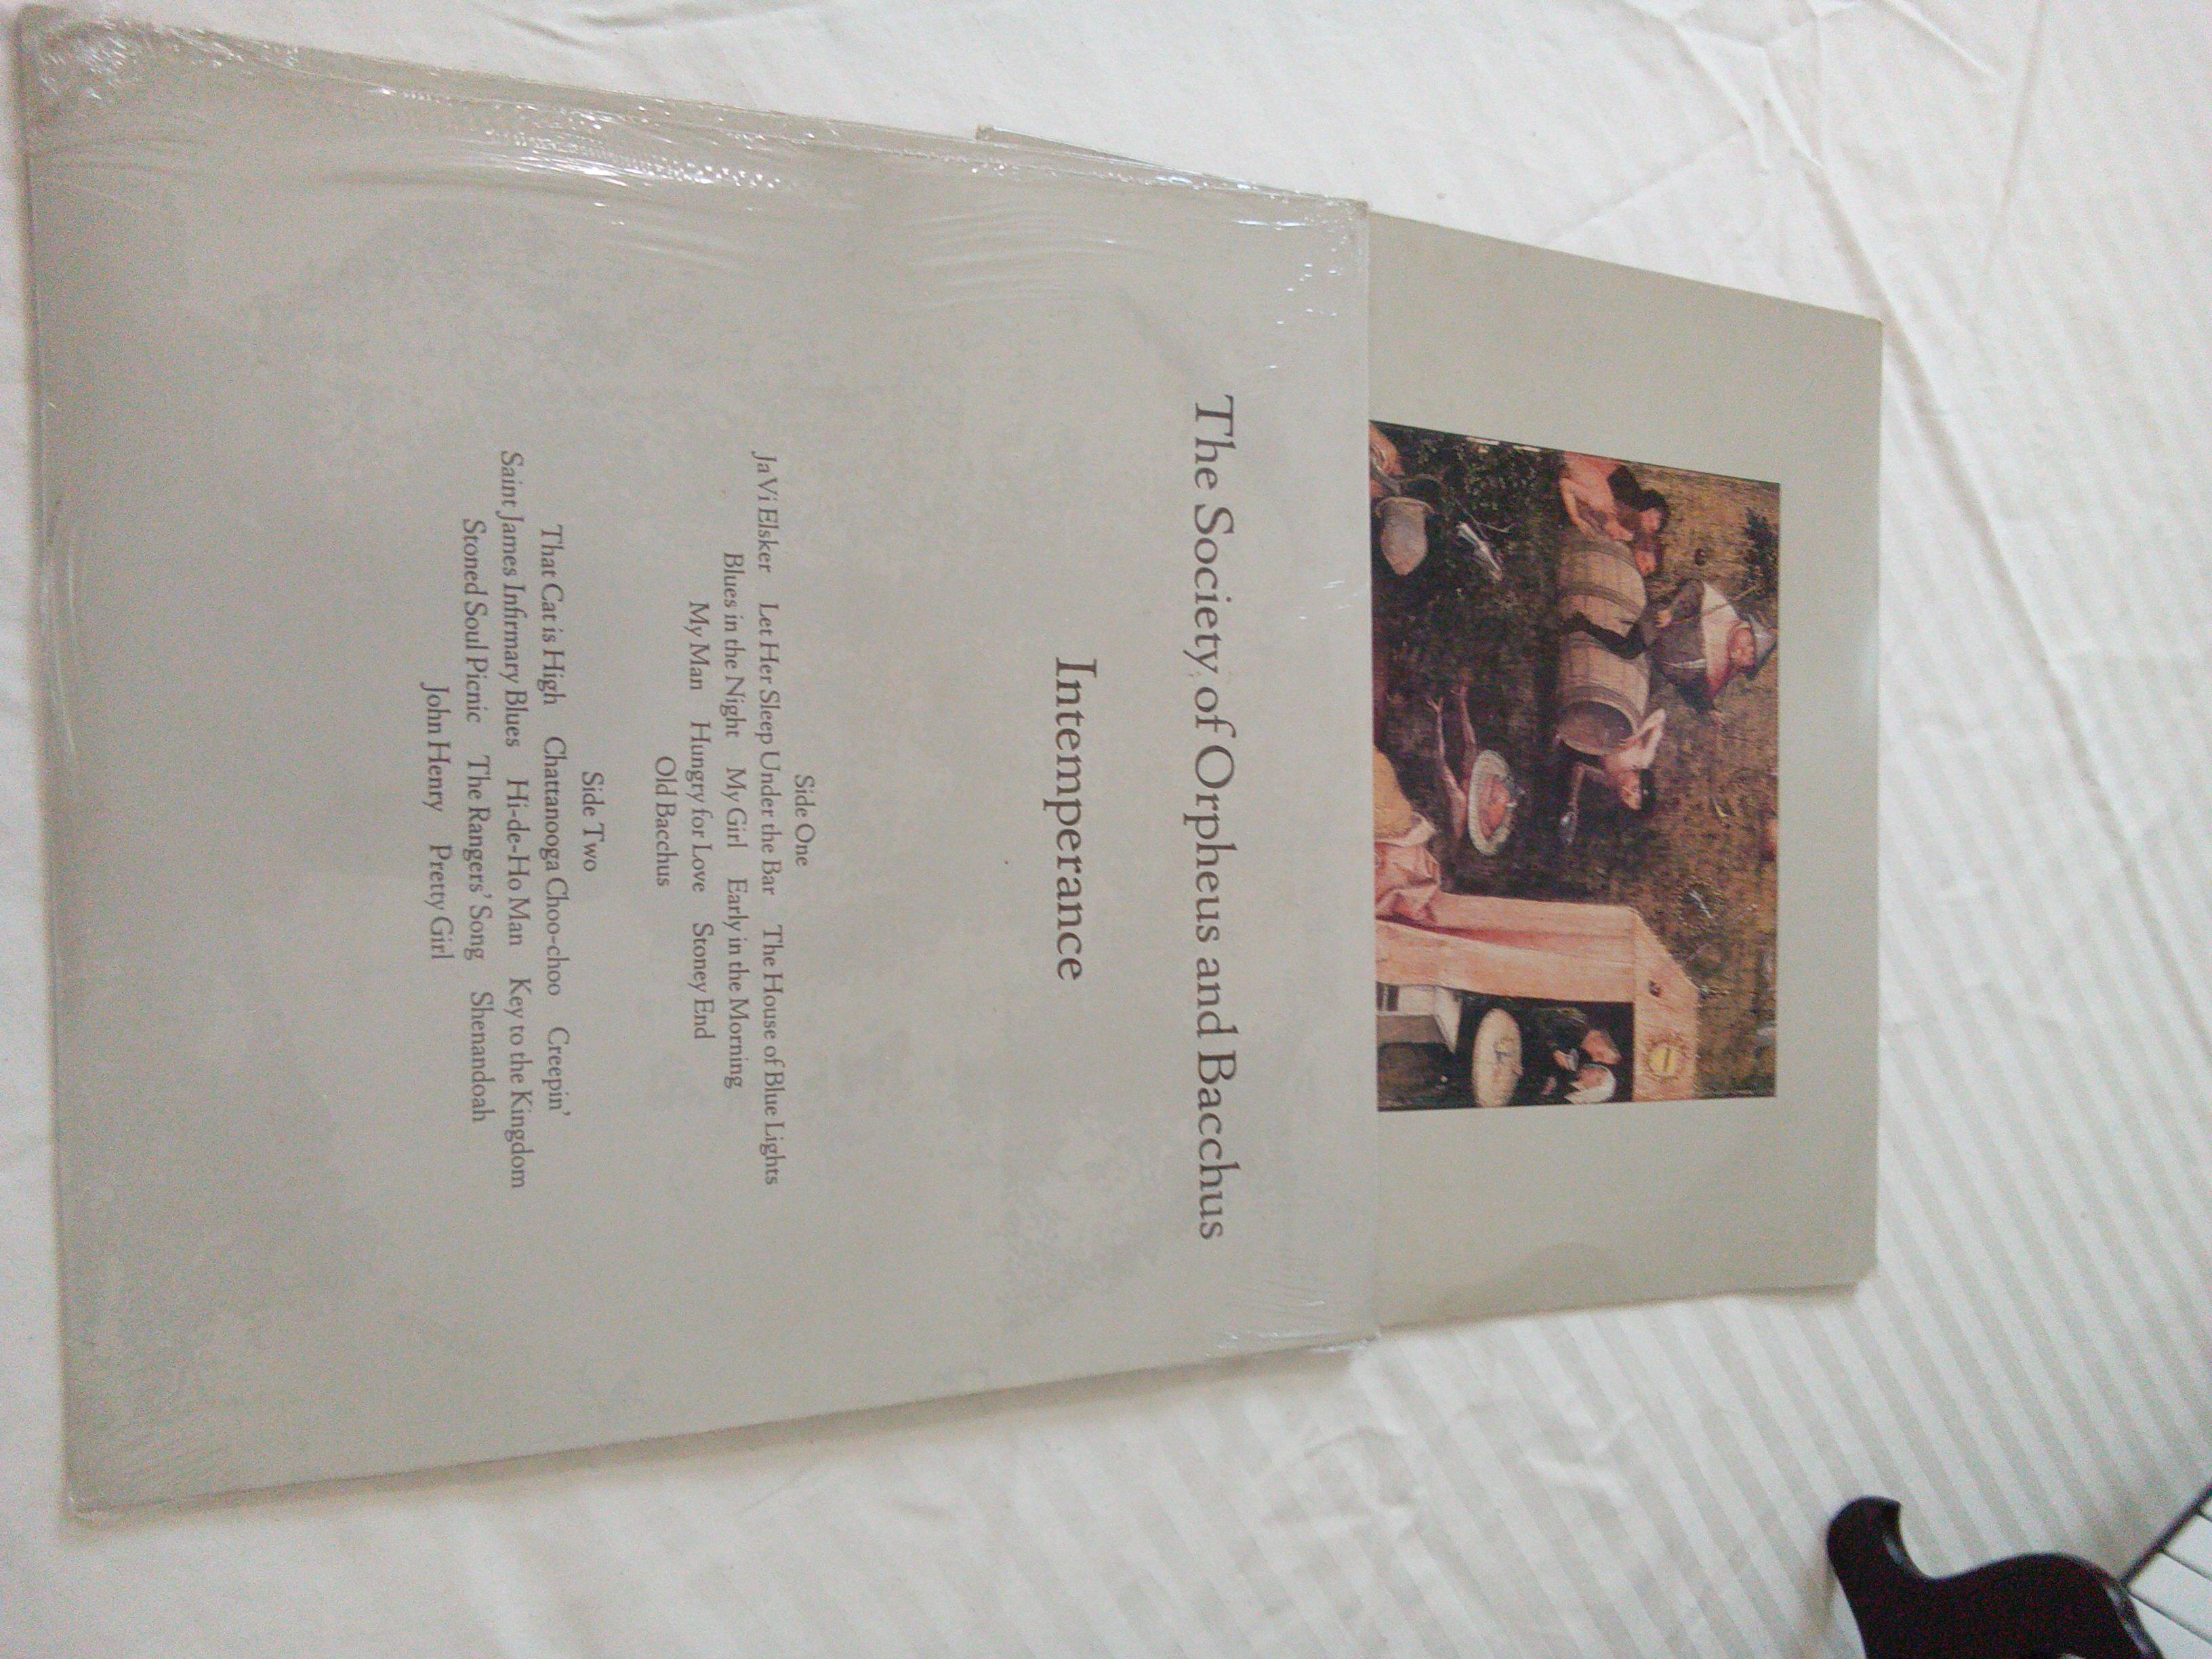 The Society of Orpheus and Bacchus
Intemperance
Side One
Ja Vi Elsker Let Her Sleep Under the Bar The House of Blue Lights
Blues in the Night My Girl Early in the Morning
My Man Hungry for Love Stoney End
Old Bacchus
Side Two
That Cat is High Chattanooga Choo-choo Creepin'
Saint James Infirmary Blues Hi-de-Ho Man Key to the Kingdom
Stoned Soul Picnic The Rangers' Song Shenandoah
John Henry Pretty Girl